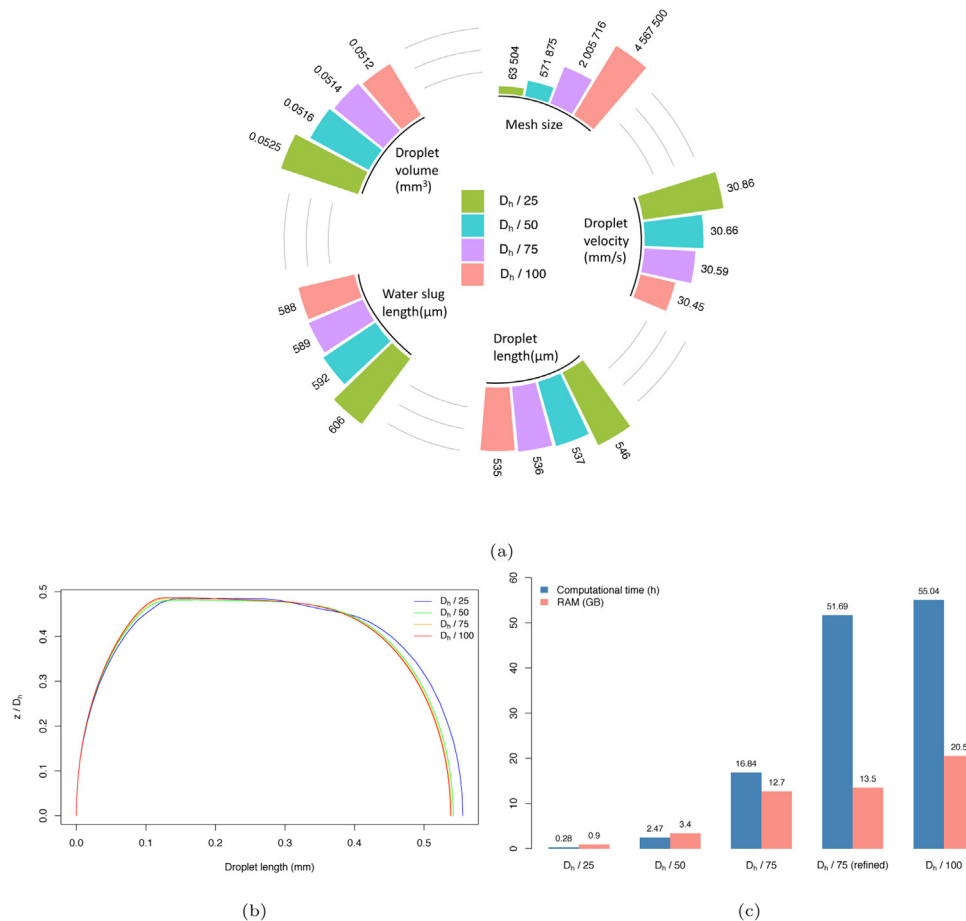 0.0512
0.0514
0.0516
0.0525
Droplet
volume
(mm³)
63 504
571 875
2 005 716
4 567 500
Mesh size
30.86
30.66
30.59
30.45
Droplet
velocity
(mm/s)
Dₕ / 25
Dₕ / 50
Dₕ / 75
Dₕ / 100
Water slug
length(µm)
588
589
592
606
Droplet
length(µm)
535
536
537
546
(a)
z / Dₕ
0.5
0.4
0.3
0.2
0.1
0.0
Dₕ / 25
Dₕ / 50
Dₕ / 75
Dₕ / 100
0.0 0.1 0.2 0.3 0.4 0.5
Droplet length (mm)
(b)
Computational time (h)
RAM (GB)
60
50
40
30
20
10
0
0.28 0.9 2.47 3.4 16.84 12.7 51.69 13.5 55.04 20.5
Dₕ / 25 Dₕ / 50 Dₕ / 75 Dₕ / 75 (refined) Dₕ / 100
(c)